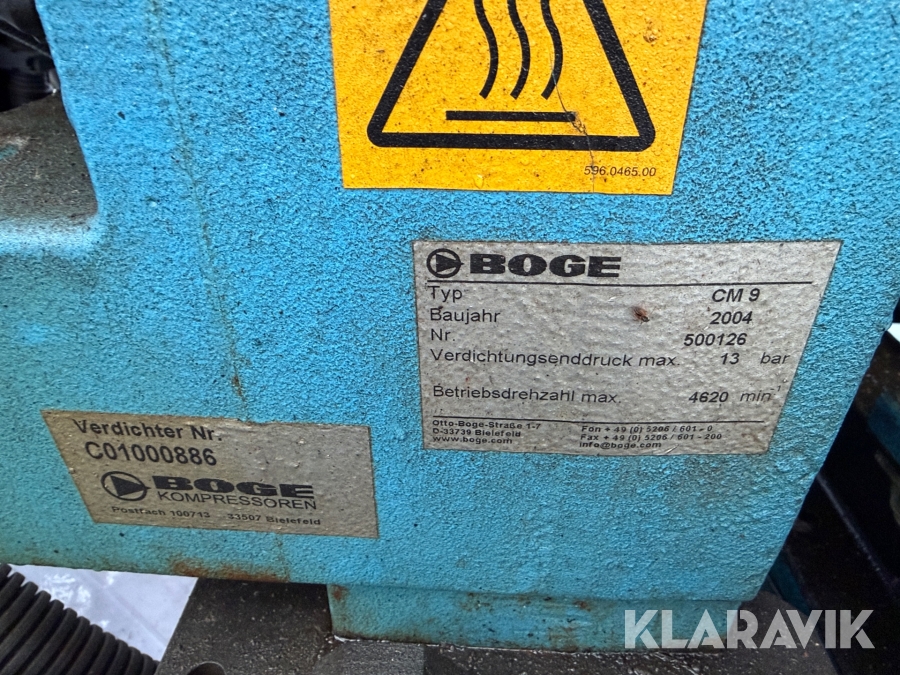 596.0465.00
BOGE
Typ CM 9
Baujahr 2004
Nr. 500126
Verdichtungsenddruck max. 13 bar
Betriebsdrehzahl max. 4620 min
Otto-Boge-Straße 1-7 Fon + 49 (0) 5206 / 601 - 0
D-33739 Bielefeld Fax + 49 (0) 5206 / 601 - 200
www.boge.com info@boge.com
Verdichter Nr.
C01000886
BOGE
KOMPRESSOREN
Postfach 100713 33507 Bielefeld
KLARAVIK